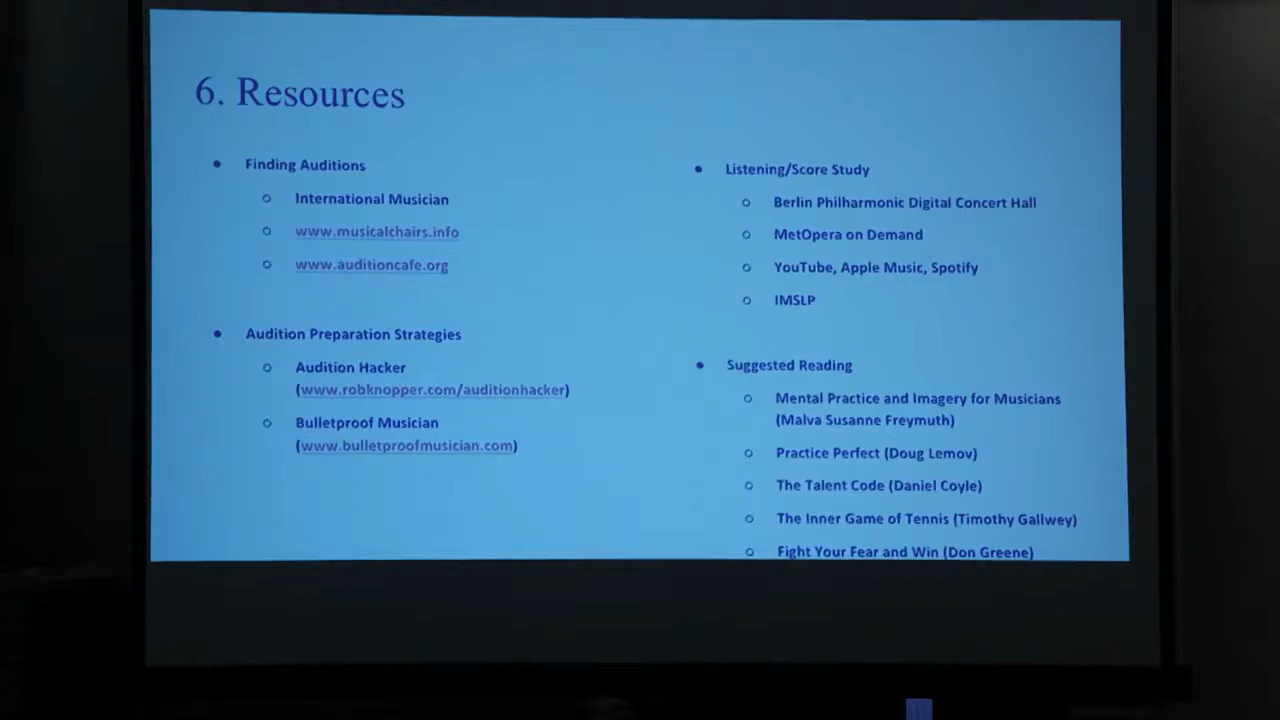 6. Resources
Finding Auditions
International Musician
www.musicalchairs.info
www.auditioncafe.org
Audition Preparation Strategies
Audition Hacker
(www.robknopper.com/auditionhacker)
Bulletproof Musician
(www.bulletproofmusician.com)
Listening/Score Study
Berlin Philharmonic Digital Concert Hall
MetOpera on Demand
YouTube, Apple Music, Spotify
IMSLP
Suggested Reading
Mental Practice and Imagery for Musicians
(Malva Susanne Freymuth)
Practice Perfect (Doug Lemov)
The Talent Code (Daniel Coyle)
The Inner Game of Tennis (Timothy Gallwey)
Fight Your Fear and Win (Don Greene)